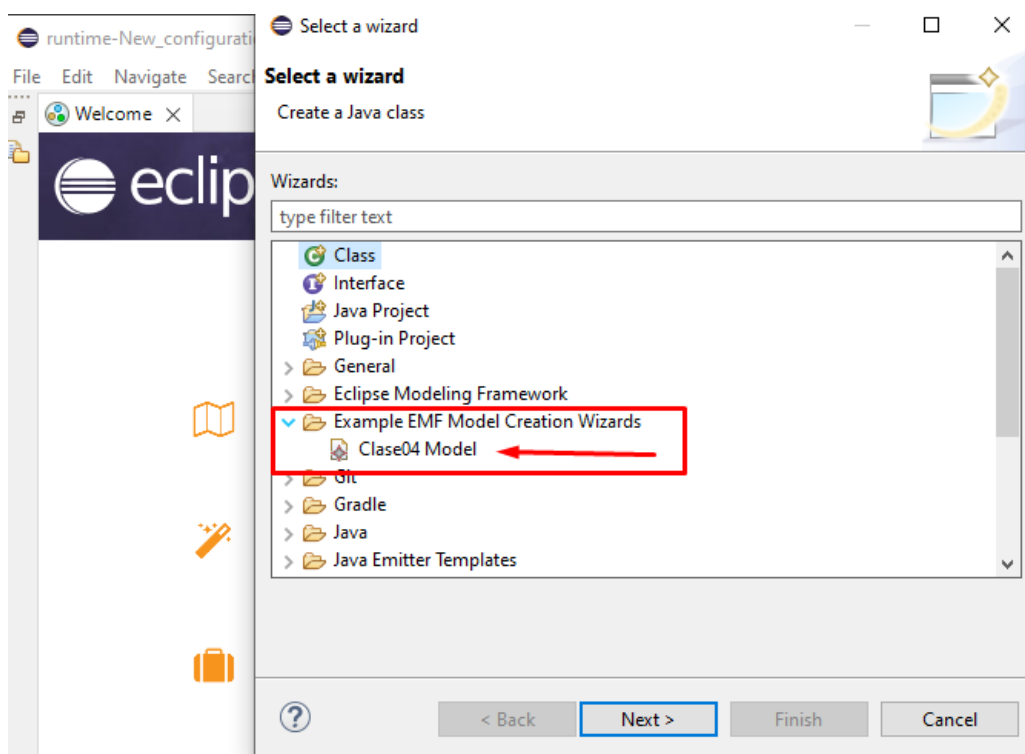 runtime-New_configurati
File Edit Navigate Searc
Welcome
eclip
Select a wizard
Select a wizard
Create a Java class
Wizards:
type filter text
Class
Interface
Java Project
Plug-in Project
General
Eclipse Modeling Framework
Example EMF Model Creation Wizards
Clase04 Model
Git
Gradle
Java
Java Emitter Templates
? < Back Next > Finish Cancel